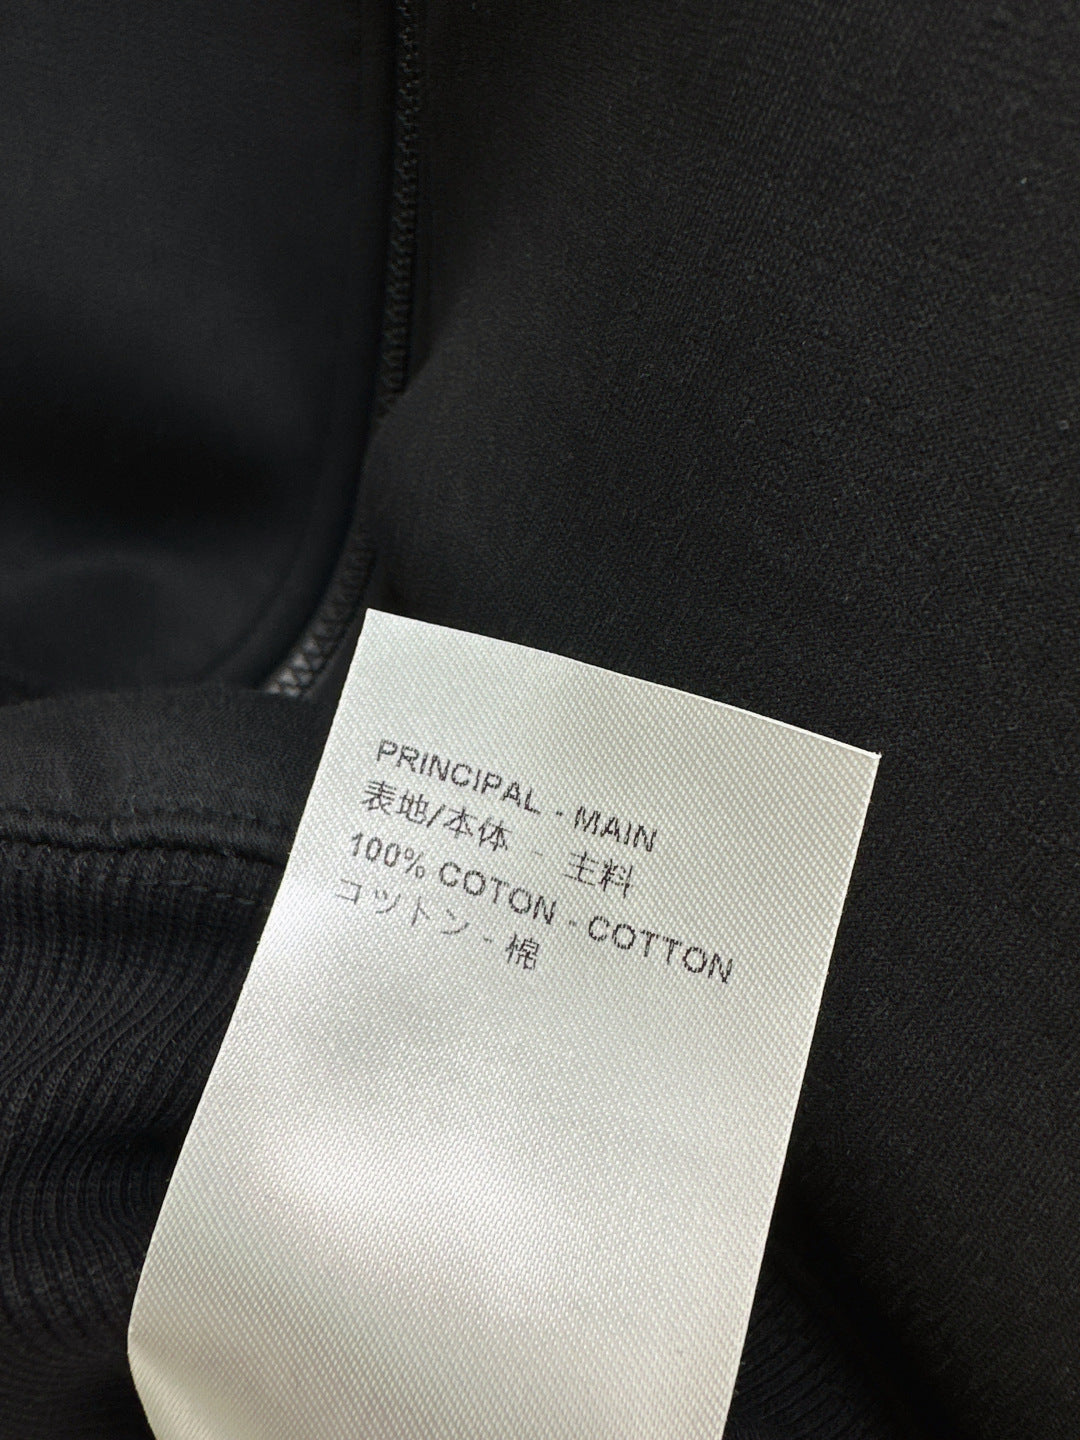 PRINCIPAL - MAIN
表地/本体 - 主料
100% COTON - COTTON
コットン - 棉